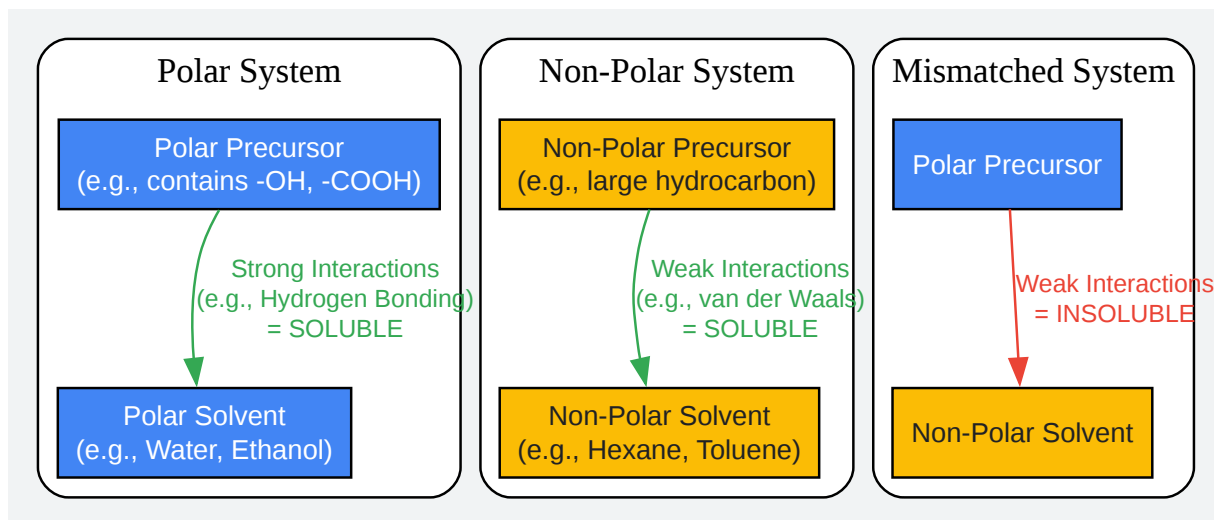 Polar System
Polar Precursor
(e.g., contains -OH, -COOH)
Strong Interactions
(e.g., Hydrogen Bonding)
= SOLUBLE
Polar Solvent
(e.g., Water, Ethanol)
Non-Polar System
Non-Polar Precursor
(e.g., large hydrocarbon)
Weak Interactions
(e.g., van der Waals)
= SOLUBLE
Non-Polar Solvent
(e.g., Hexane, Toluene)
Mismatched System
Polar Precursor
Weak Interactions
= INSOLUBLE
Non-Polar Solvent